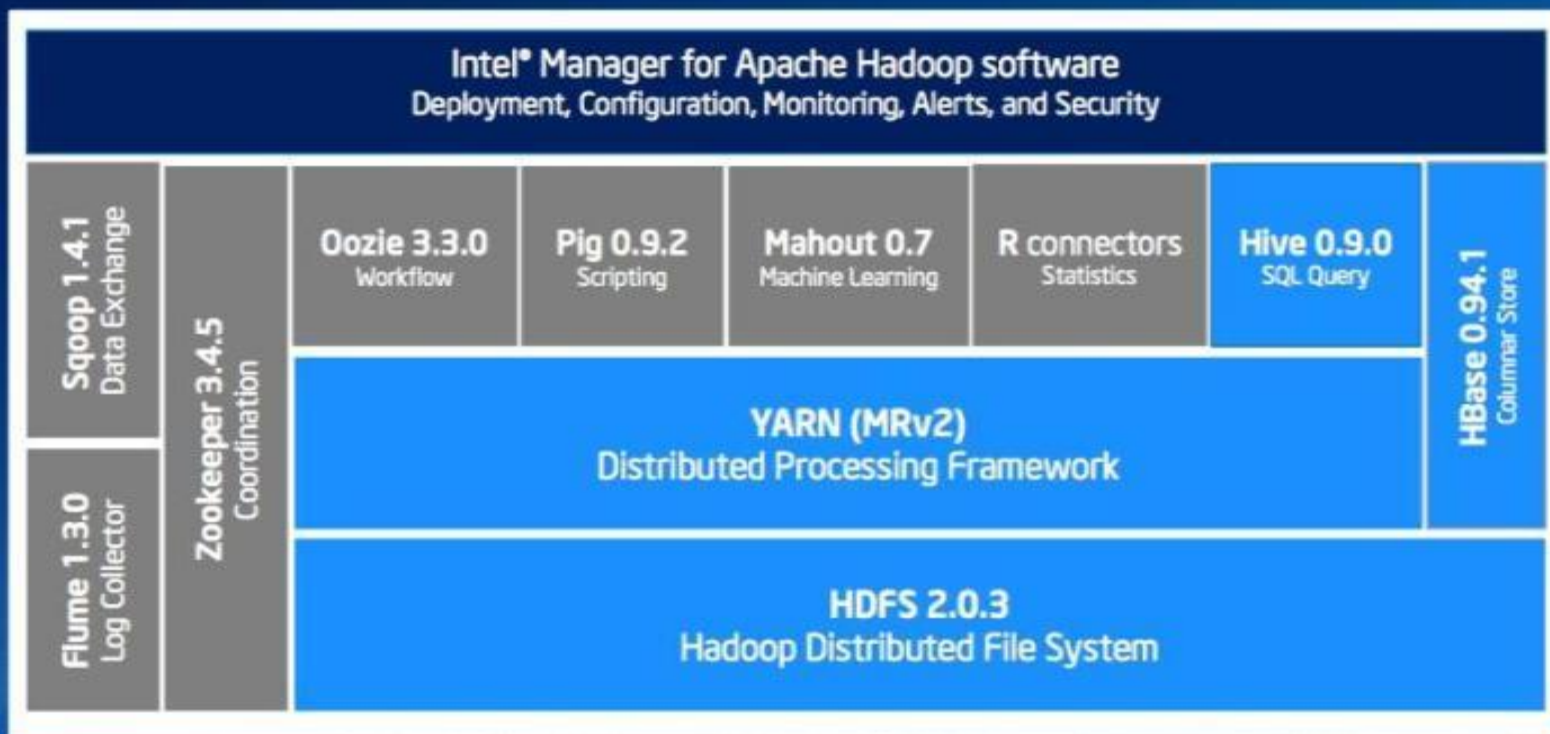 Intel® Manager for Apache Hadoop software
Deployment, Configuration, Monitoring, Alerts, and Security
Sqoop 1.4.1
Data Exchange
Flume 1.3.0
Log Collector
Zookeeper 3.4.5
Coordination
Oozie 3.3.0
Workflow
Pig 0.9.2
Scripting
Mahout 0.7
Machine Learning
R connectors
Statistics
Hive 0.9.0
SQL Query
HBase 0.94.1
Columnar Store
YARN (MRv2)
Distributed Processing Framework
HDFS 2.0.3
Hadoop Distributed File System